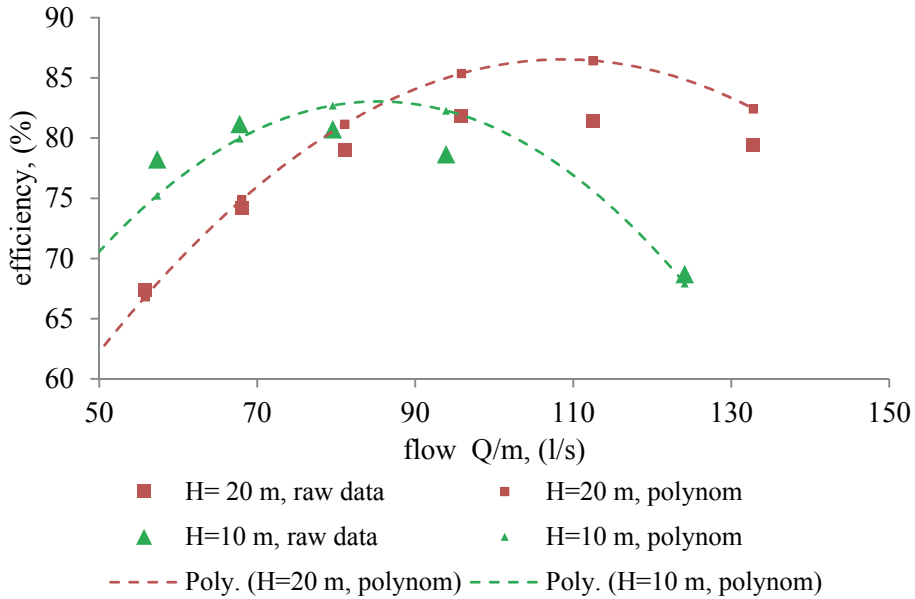 90
85
80
75
70
65
60
efficiency, (%)
50 70 90 110 130 150
flow Q/m, (l/s)
H= 20 m, raw data H=20 m, polynom
H=10 m, raw data H=10 m, polynom
Poly. (H=20 m, polynom) Poly. (H=10 m, polynom)